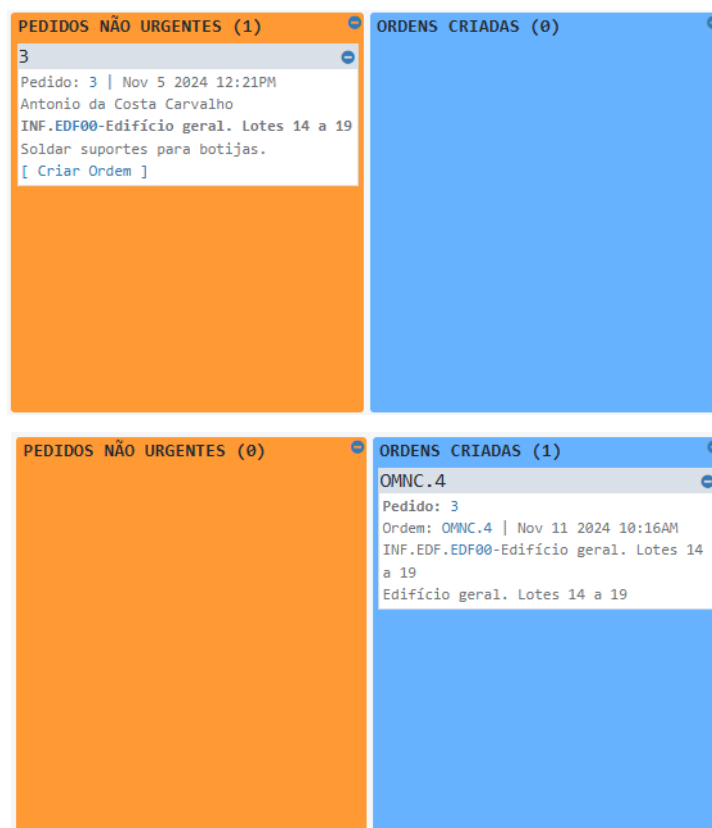 PEDIDOS NÃO URGENTES (1)
3
Pedido: 3 | Nov 5 2024 12:21PM
Antonio da Costa Carvalho
INF.EDF00-Edifício geral. Lotes 14 a 19
Soldar suportes para botijas.
[ Criar Ordem ]
ORDENS CRIADAS (0)
PEDIDOS NÃO URGENTES (0)
ORDENS CRIADAS (1)
OMNC.4
Pedido: 3
Ordem: OMNC.4 | Nov 11 2024 10:16AM
INF.EDF.EDF00-Edifício geral. Lotes 14
a 19
Edifício geral. Lotes 14 a 19